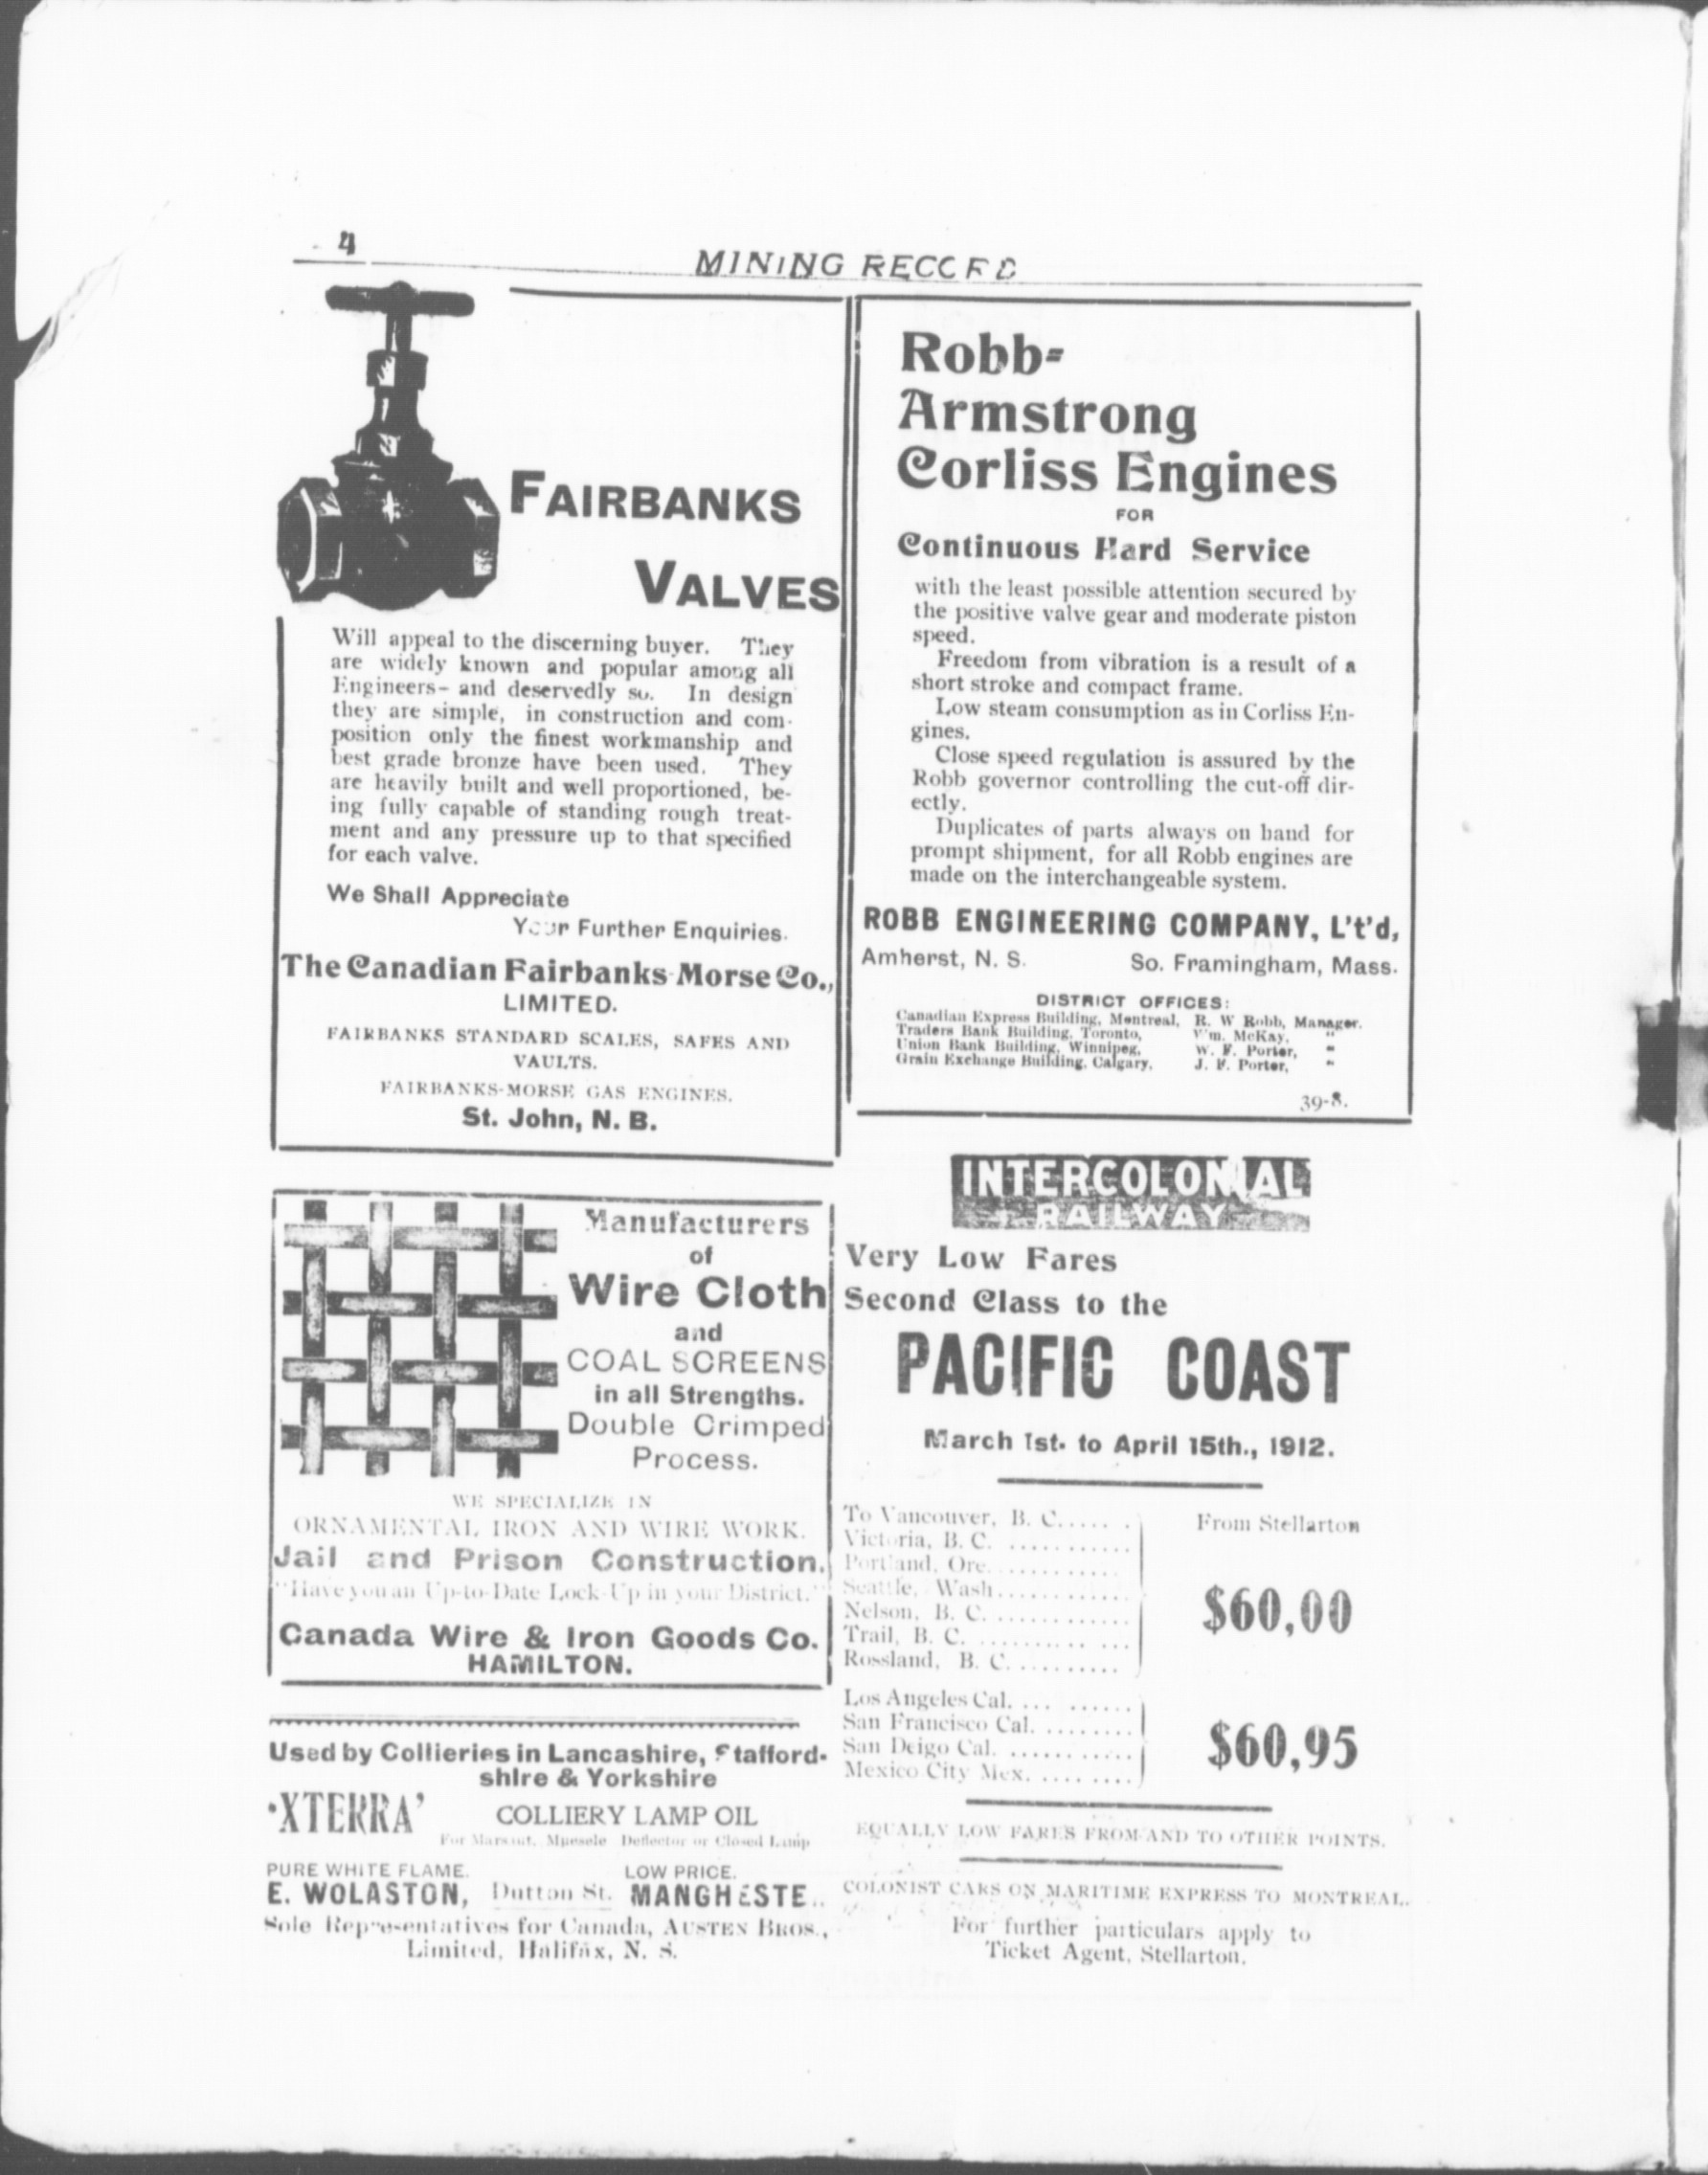 4
MINING RECORD
FAIRBANKS
VALVES
Will appeal to the discerning buyer. They
are widely known and popular among all
Engineers- and deservedly so. In design
they are simple, in construction and com-
position only the finest workmanship and
best grade bronze have been used. They
are heavily built and well proportioned, be-
ing fully capable of standing rough treat-
ment and any pressure up to that specified
for each valve.
We Shall Appreciate
Your Further Enquiries.
The Canadian Fairbanks-Morse Co.,
LIMITED.
FAIRBANKS STANDARD SCALES, SAFES AND
VAULTS.
FAIRBANKS-MORSE GAS ENGINES.
St. John, N. B.
Robb-
Armstrong
Corliss Engines
FOR
Continuous Hard Service
with the least possible attention secured by
the positive valve gear and moderate piston
speed.
Freedom from vibration is a result of a
short stroke and compact frame.
Low steam consumption as in Corliss En-
gines.
Close speed regulation is assured by the
Robb governor controlling the cut-off dir-
ectly.
Duplicates of parts always on hand for
prompt shipment, for all Robb engines are
made on the interchangeable system.
ROBB ENGINEERING COMPANY, L't'd,
Amherst, N. S. So. Framingham, Mass.
DISTRICT OFFICES:
Canadian Express Building, Montreal, R. W Robb, Manager.
Traders Bank Building, Toronto, Wm. McKay, "
Union Bank Building, Winnipeg, W. F. Porter, "
Grain Exchange Building, Calgary, J. F. Porter, "
39-8.
Manufacturers
of
Wire Cloth
and
COAL SCREENS
in all Strengths.
Double Crimped
Process.
WE SPECIALIZE IN
ORNAMENTAL IRON AND WIRE WORK.
Jail and Prison Construction.
"Have you an Up-to-Date Lock-Up in your District."
Canada Wire & Iron Goods Co.
HAMILTON.
Used by Collieries in Lancashire, Stafford-
shire & Yorkshire
'XTERRA' COLLIERY LAMP OIL
For Marsaut, Muesele Deflector or Closed Lamp
PURE WHITE FLAME. LOW PRICE.
E. WOLASTON, Dutton St. MANGHESTE..
Sole Representatives for Canada, AUSTEN BROS.,
Limited, Halifax, N. S.
INTERCOLONIAL
RAILWAY
Very Low Fares
Second Class to the
PACIFIC COAST
March 1st. to April 15th., 1912.
To Vancouver, B. C...... . From Stellarton
Victoria, B. C. ...........
Portland, Ore. ...........
Seattle, Wash............
Nelson, B. C. ............ $60,00
Trail, B. C. .......... ...
Rossland, B. C. ..........
Los Angeles Cal. ... ......
San Francisco Cal. ........
San Deigo Cal. ........... $60,95
Mexico City Mex. .........
EQUALLY LOW FARES FROM AND TO OTHER POINTS.
COLONIST CARS ON MARITIME EXPRESS TO MONTREAL.
For further particulars apply to
Ticket Agent, Stellarton.